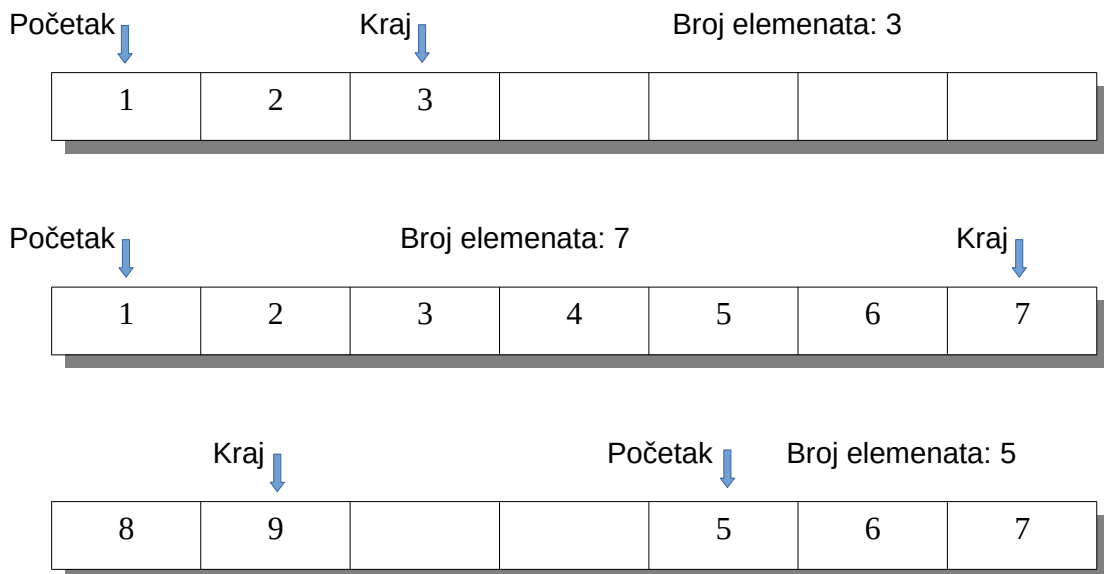 Početak Kraj Broj elemenata: 3
1 2 3
Početak Broj elemenata: 7 Kraj
1 2 3 4 5 6 7
Kraj Početak Broj elemenata: 5
8 9 5 6 7